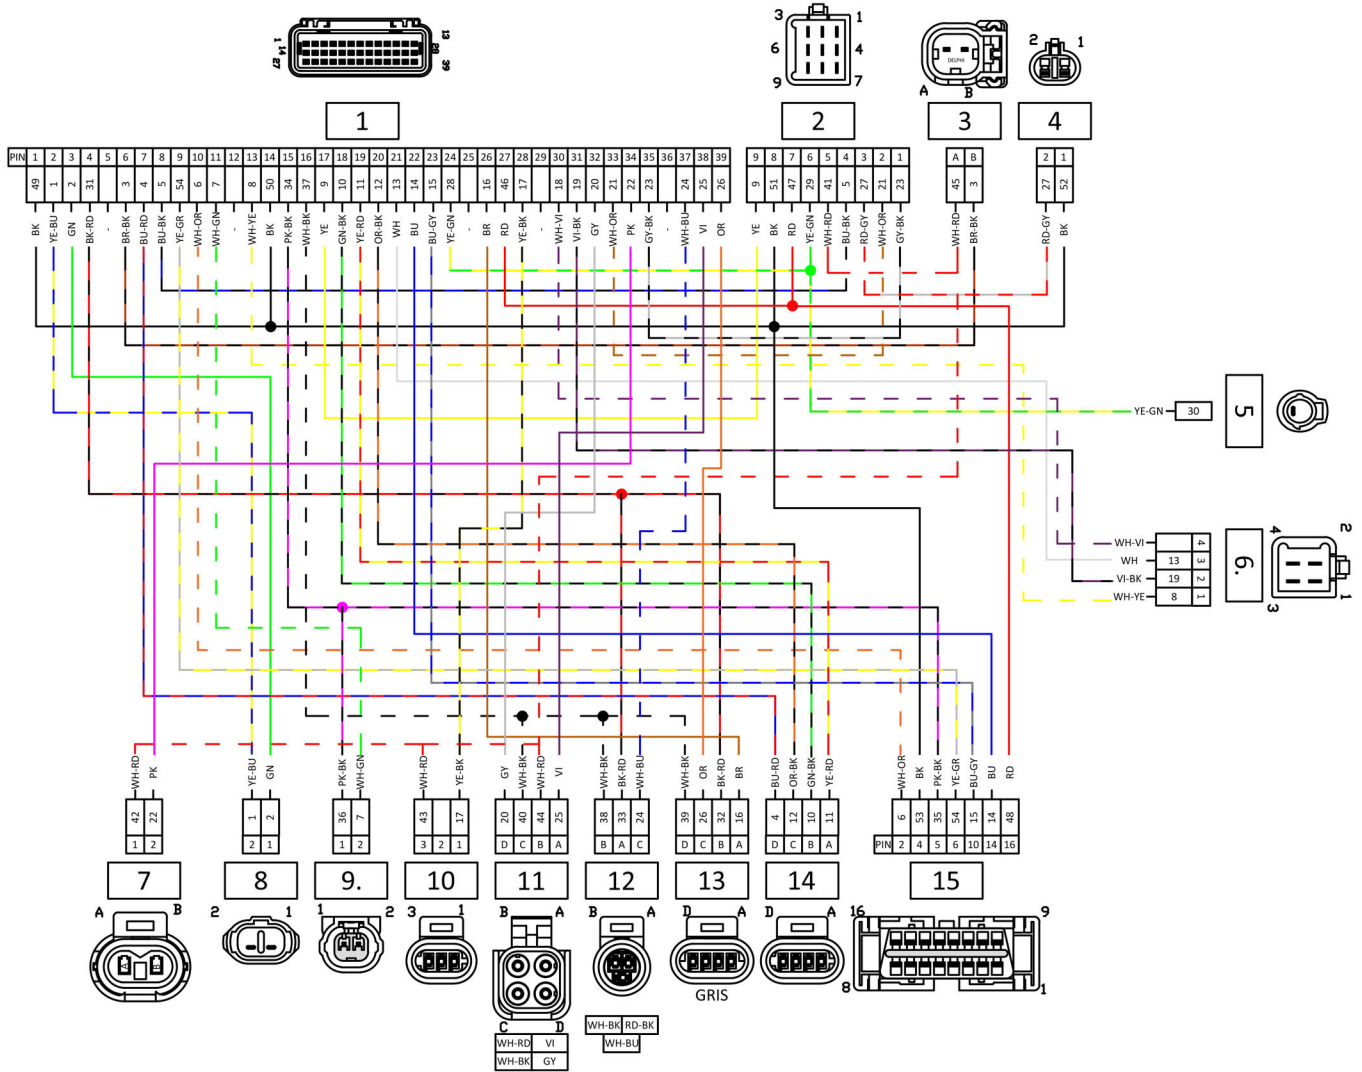 1 14 27 13 28 39
3 1
6 4
9 7
DELPHI
A B
2 1
1
2
3
4
PIN 1 2 3 4 5 6 7 8 9 10 11 12 13 14 15 16 17 18 19 20 21 22 23 24 25 26 27 28 29 30 31 32 33 34 35 36 37 38 39
49 1 2 31 - 3 4 5 54 6 7 - 8 50 34 37 9 10 11 12 13 14 15 28 - 16 46 17 - 18 19 20 21 22 23 - 24 25 26
BK YE-BU GN BK-RD - BR-BK BU-RD BU-BK YE-GR WH-OR WH-GN - WH-YE BK PK-BK WH-BK YE GN-BK YE-RD OR-BK WH BU BU-GY YE-GN - BR RD YE-BK - WH-VI VI-BK GY WH-OR PK GY-BK - WH-BU VI OR
9 8 7 6 5 4 3 2 1
9 51 47 29 41 5 27 21 23
YE BK RD YE-GN WH-RD BU-BK RD-GY WH-OR GY-BK
A B
45 3
WH-RD BR-BK
2 1
27 52
RD-GY BK
YE-GN 30
5
WH-VI 4
WH 13 3
VI-BK 19 2
WH-YE 8 1
6.
4 2
3 1
WH-RD PK
42 22
1 2
7
A B
YE-BU GN
1 2
2 1
8
2 1
PK-BK WH-GN
36 7
1 2
9.
1 2
WH-RD YE-BK
43 17
3 2 1
10
3 1
GY WH-BK WH-RD VI
20 40 44 25
D C B A
11
B A
C D
WH-RD VI
WH-BK GY
WH-BK BK-RD WH-BU
38 33 24
B A C
12
B A
WH-BK RD-BK
WH-BU
WH-BK OR BK-RD BR
39 26 32 16
D C B A
13
D A
GRIS
BU-RD OR-BK GN-BK YE-RD
4 12 10 11
D C B A
14
D A
WH-OR BK PK-BK YE-GR BU-GY BU RD
6 53 35 54 15 14 48
PIN 2 4 5 6 10 14 16
15
16 9
8 1